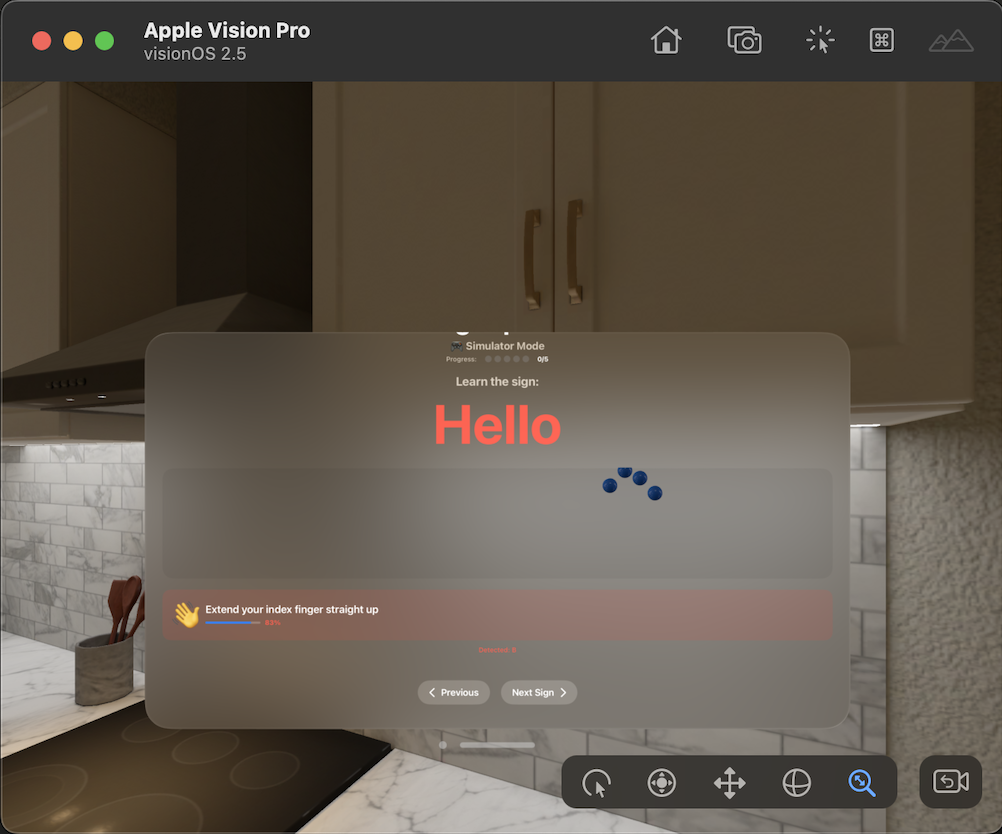 Apple Vision Pro
visionOS 2.5
Simulator Mode
Progress: 0/5
Learn the sign:
Hello
Extend your index finger straight up
83%
Detected:
Previous
Next Sign